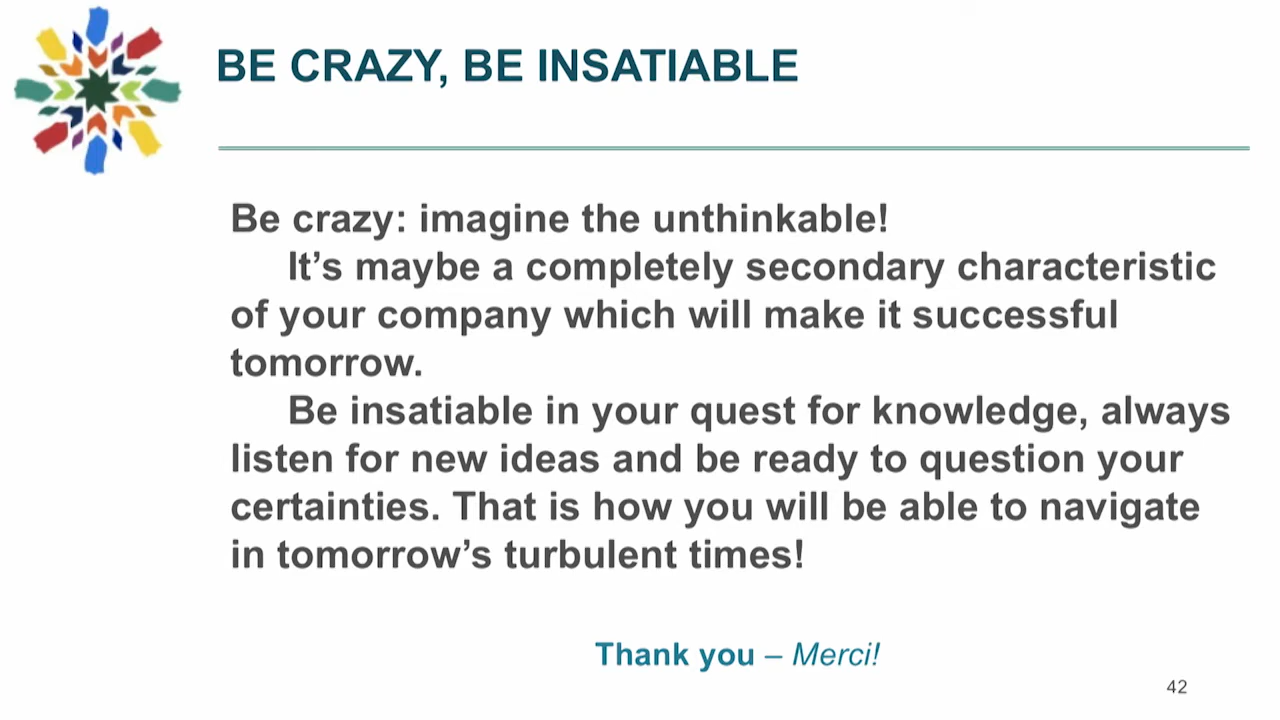 BE CRAZY, BE INSATIABLE
Be crazy: imagine the unthinkable!
It’s maybe a completely secondary characteristic
of your company which will make it successful
tomorrow.
Be insatiable in your quest for knowledge, always
listen for new ideas and be ready to question your
certainties. That is how you will be able to navigate
in tomorrow’s turbulent times!
Thank you – Merci!
42